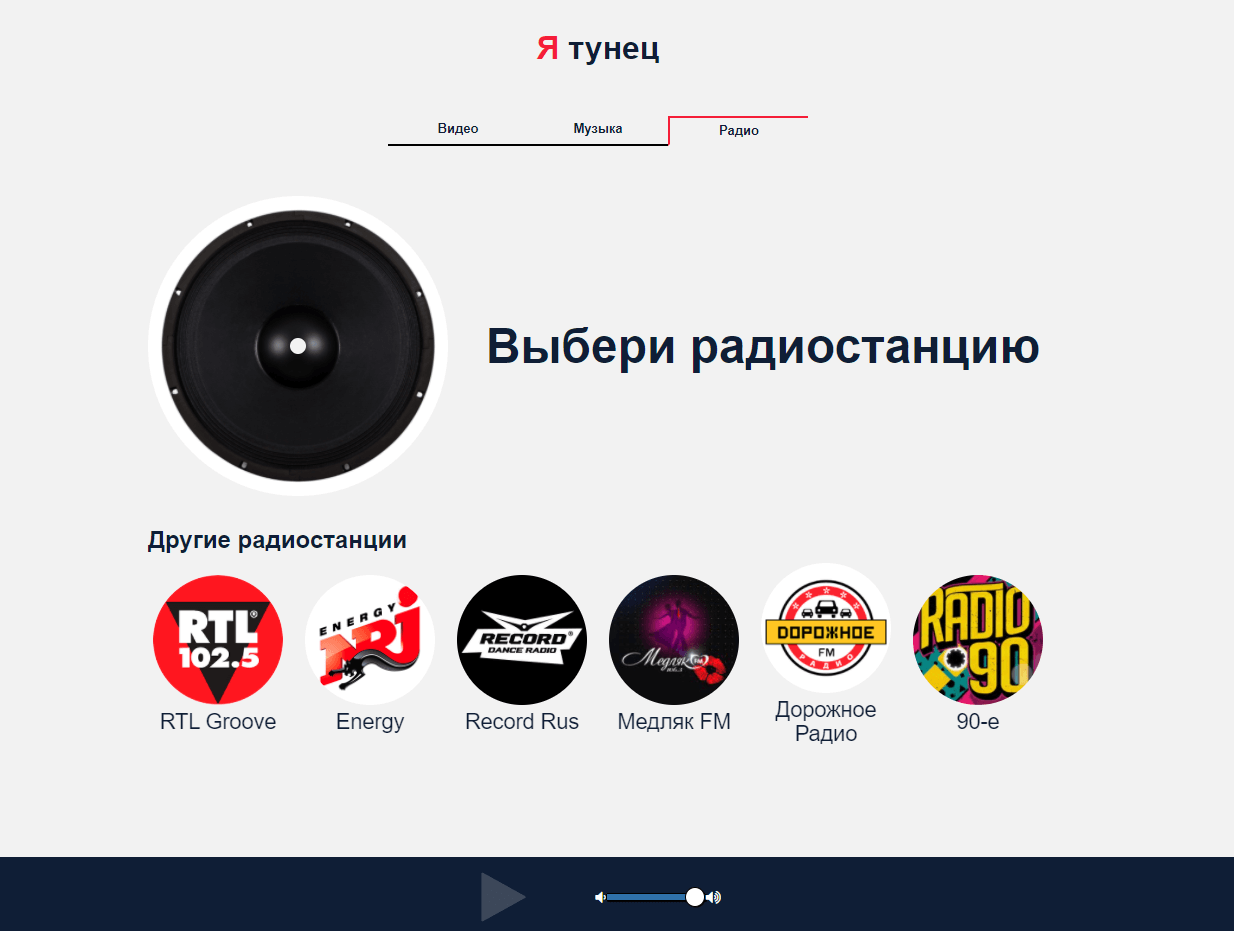 Я тунец
Видео
Музыка
Радио
Выбери радиостанцию
Другие радиостанции
RTL®
102.5
ENERGY
NRJ
RECORD®
DANCE RADIO
Медляк FM
ДОРОЖНОЕ
FM
РАДИО
RADIO
90
RTL Groove
Energy
Record Rus
Медляк FM
Дорожное
Радио
90-е